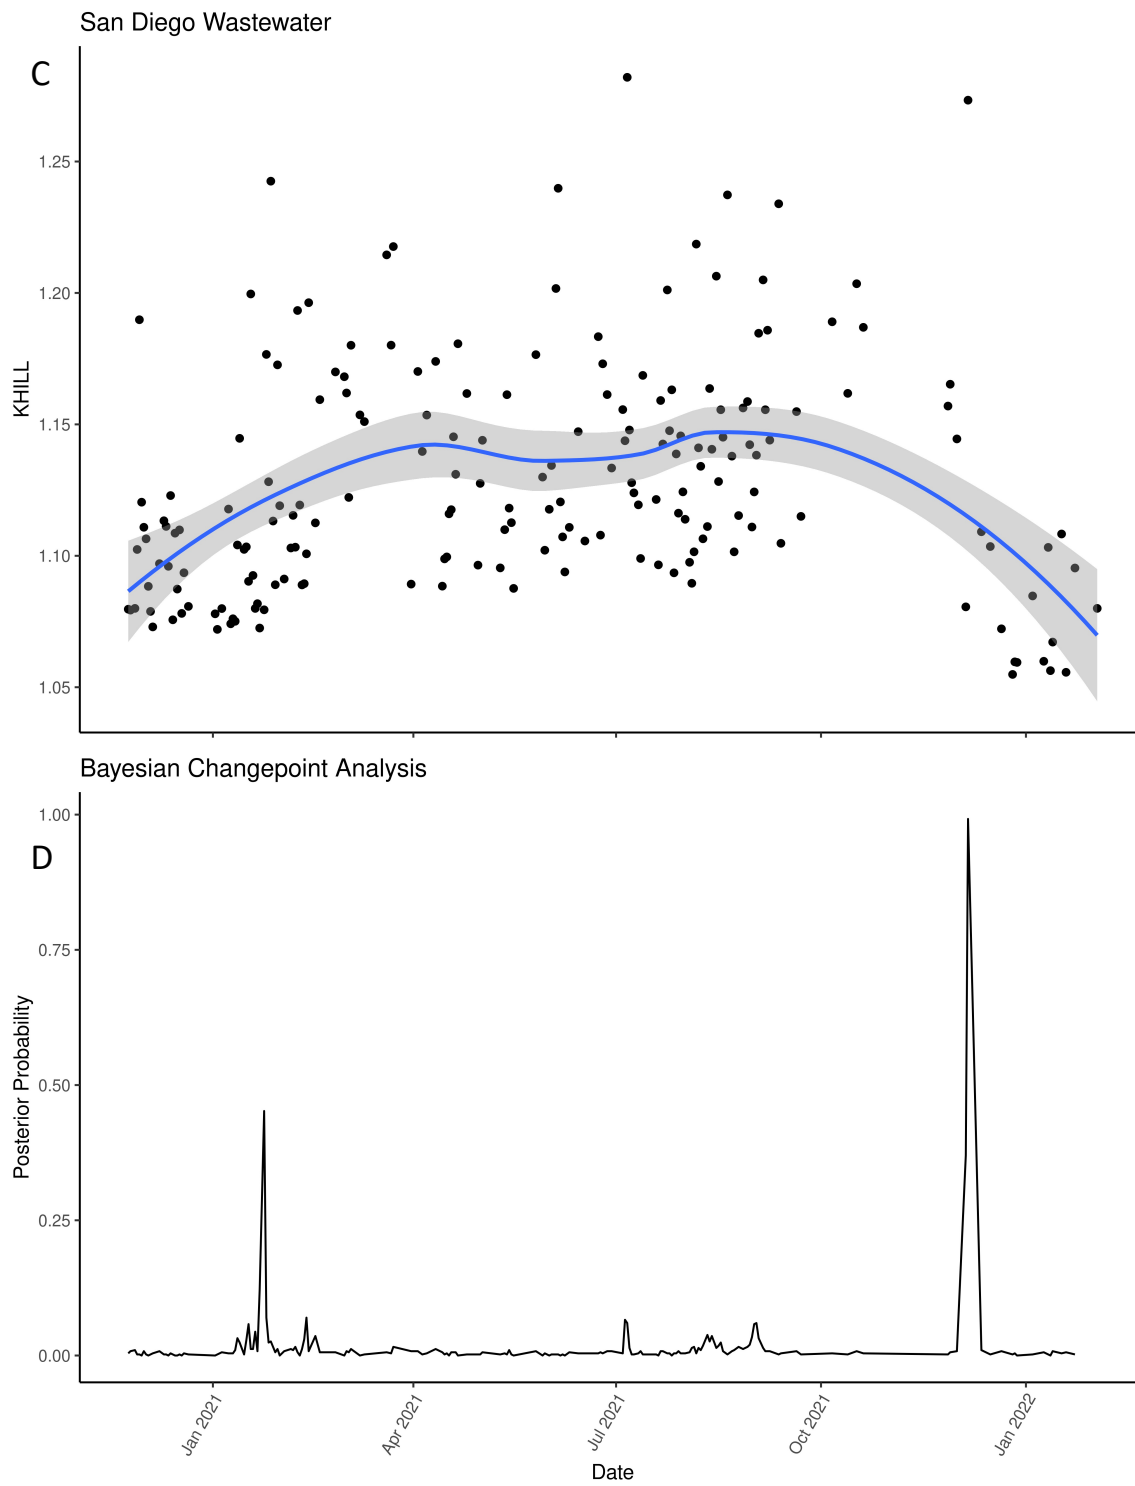 San Diego Wastewater
C
1.25
1.20
KHILL
1.15
1.10
1.05
Bayesian Changepoint Analysis
1.00
D
0.75
Posterior Probability
0.50
0.25
0.00
Jan 2021
Apr 2021
Jul 2021
Oct 2021
Jan 2022
Date